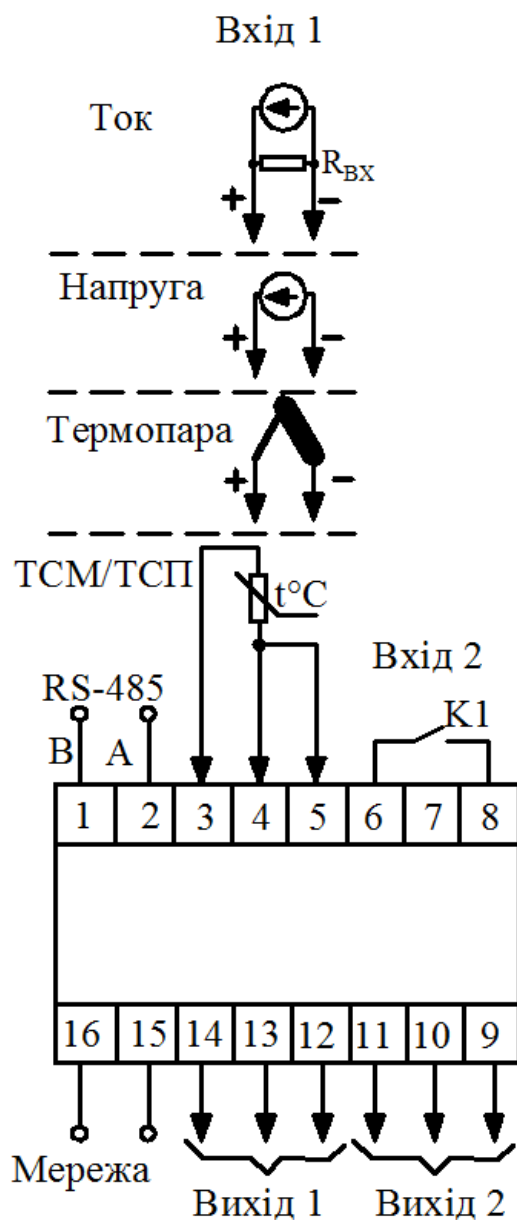 Вхід 1
Ток
RВХ
+ −
Напруга
+ −
Термопара
+ −
ТСМ/ТСП
t°C
Вхід 2
RS-485
K1
B A
1 2 3 4 5 6 7 8
16 15 14 13 12 11 10 9
Мережа
Вихід 1 Вихід 2